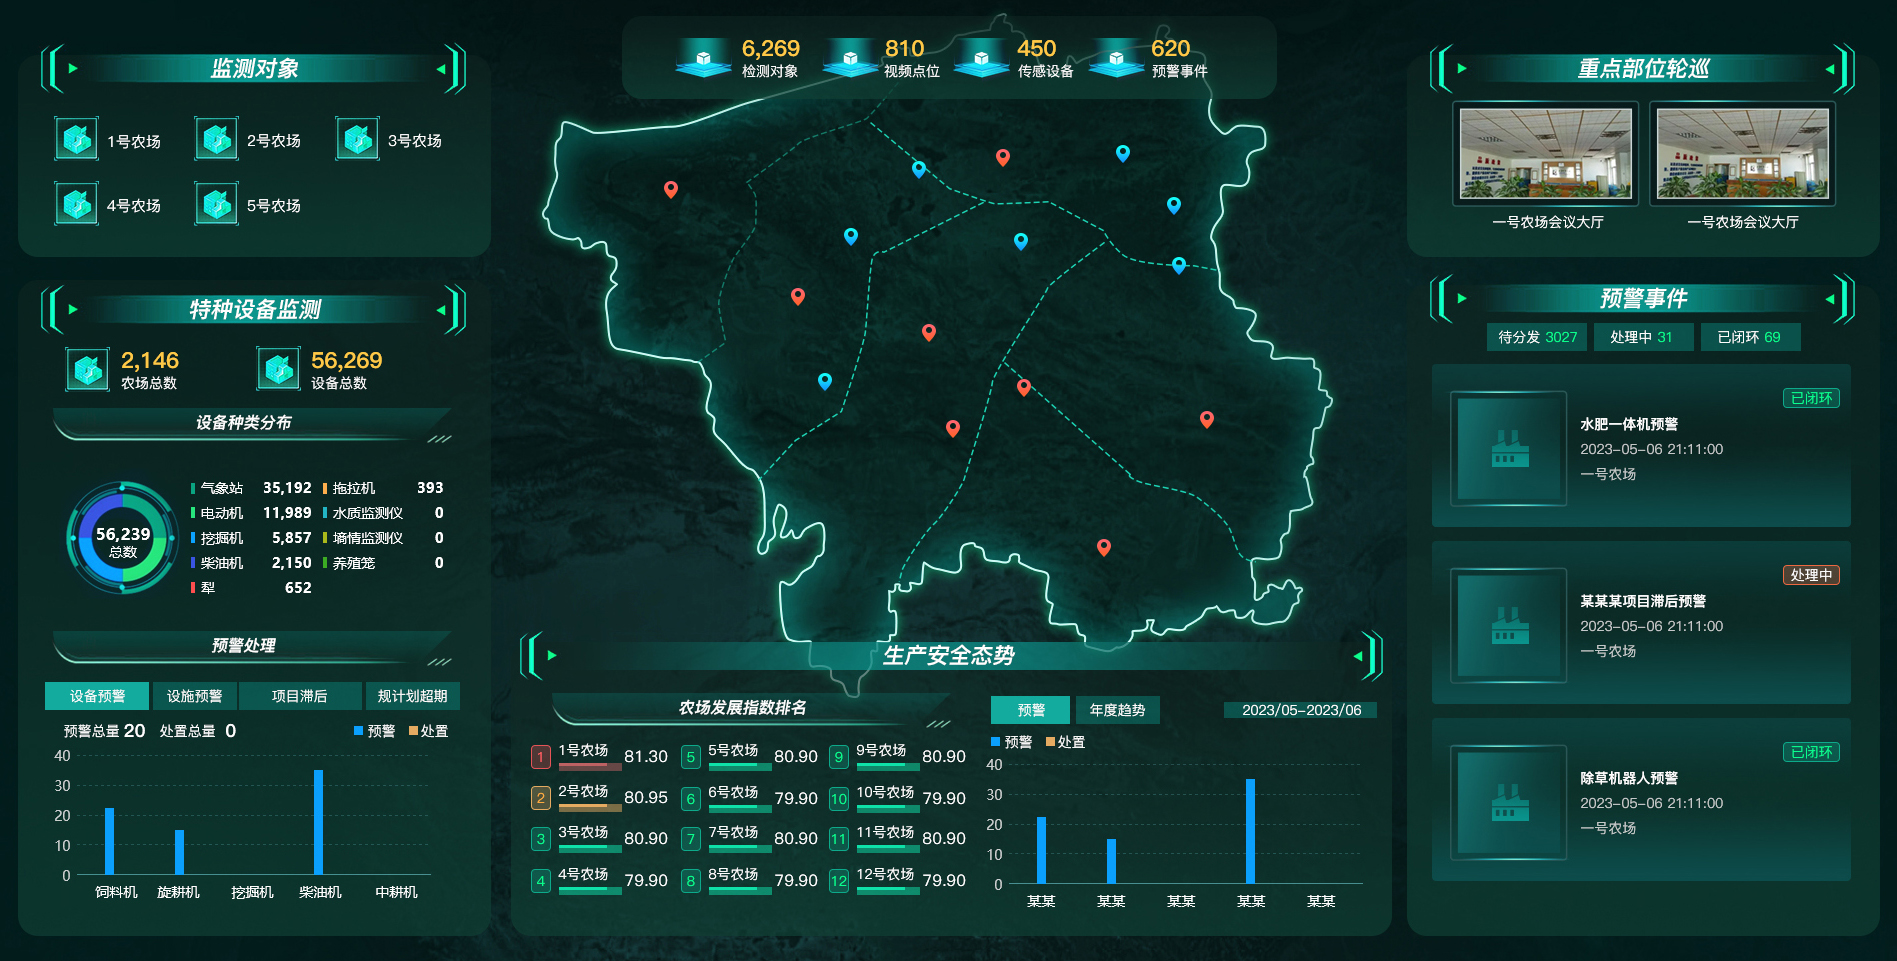 监测对象
1号农场
2号农场
3号农场
4号农场
5号农场
特种设备监测
2,146
农场总数
56,269
设备总数
设备种类分布
56,239
总数
气象站 35,192
电动机 11,989
挖掘机 5,857
柴油机 2,150
犁 652
拖拉机 393
水质监测仪 0
墒情监测仪 0
养殖笼 0
预警处理
设备预警 设施预警 项目滞后 规计划超期
预警总量 20 处置总量 0
预警 处置
40
30
20
10
0
饲料机 旋耕机 挖掘机 柴油机 中耕机
6,269
检测对象
810
视频点位
450
传感设备
620
预警事件
生产安全态势
农场发展指数排名
1 1号农场 81.30
2 2号农场 80.95
3 3号农场 80.90
4 4号农场 79.90
5 5号农场 80.90
6 6号农场 79.90
7 7号农场 80.90
8 8号农场 79.90
9 9号农场 80.90
10 10号农场 79.90
11 11号农场 80.90
12 12号农场 79.90
预警 年度趋势 2023/05-2023/06
预警 处置
40
30
20
10
0
某某 某某 某某 某某 某某
重点部位轮巡
一号农场会议大厅
一号农场会议大厅
预警事件
待分发 3027
处理中 31
已闭环 69
已闭环
水肥一体机预警
2023-05-06 21:11:00
一号农场
处理中
某某某项目滞后预警
2023-05-06 21:11:00
一号农场
已闭环
除草机器人预警
2023-05-06 21:11:00
一号农场